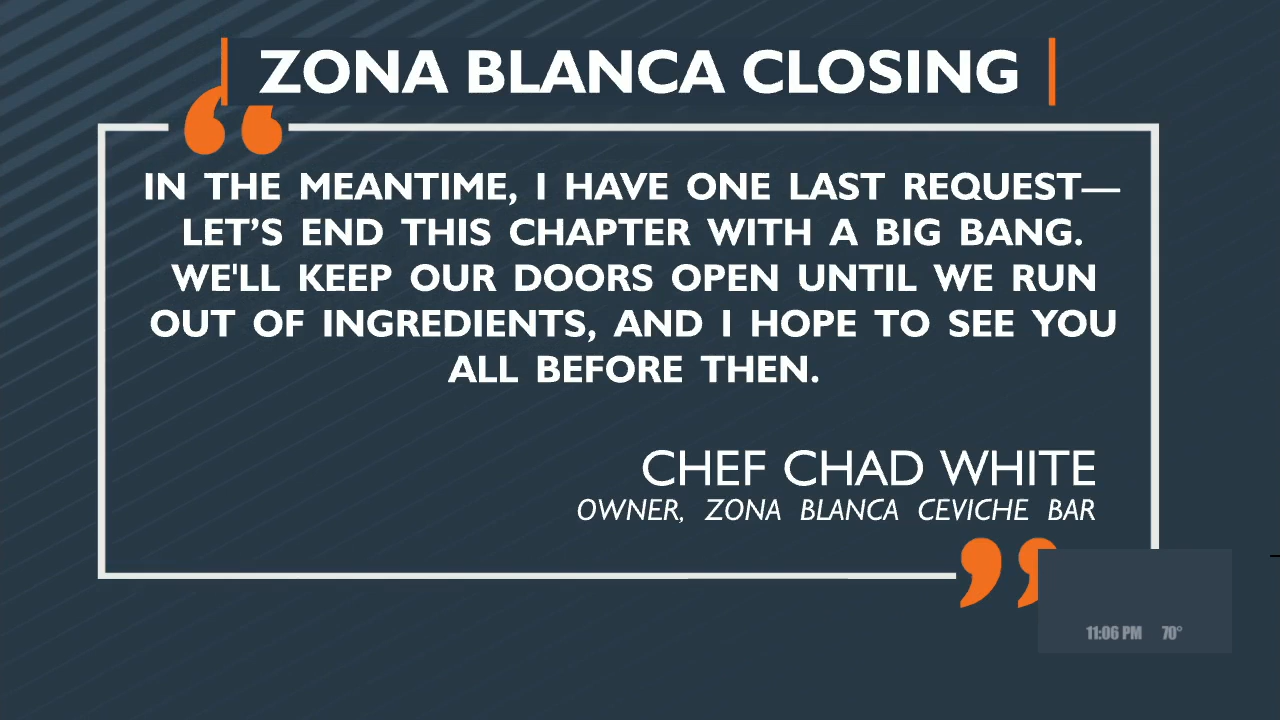 ZONA BLANCA CLOSING
IN THE MEANTIME, I HAVE ONE LAST REQUEST—
LET’S END THIS CHAPTER WITH A BIG BANG.
WE'LL KEEP OUR DOORS OPEN UNTIL WE RUN
OUT OF INGREDIENTS, AND I HOPE TO SEE YOU
ALL BEFORE THEN.
CHEF CHAD WHITE
OWNER, ZONA BLANCA CEVICHE BAR
11:06 PM 70°